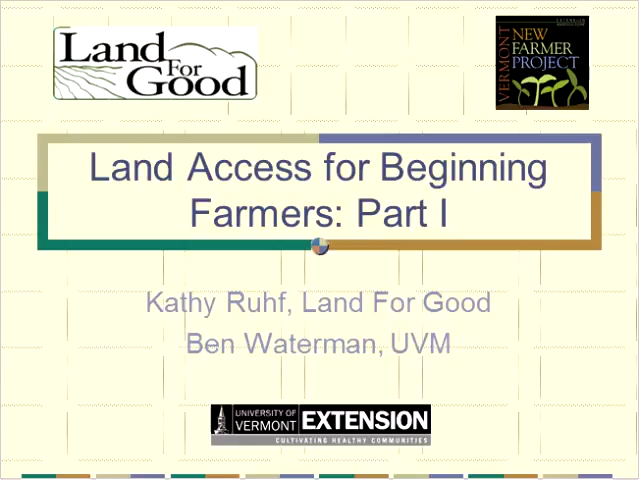 Land
For
Good
EXTENSION
VERMONT
NEW
FARMER
PROJECT
Land Access for Beginning
Farmers: Part I
Kathy Ruhf, Land For Good
Ben Waterman, UVM
UNIVERSITY OF
VERMONT EXTENSION
CULTIVATING HEALTHY COMMUNITIES